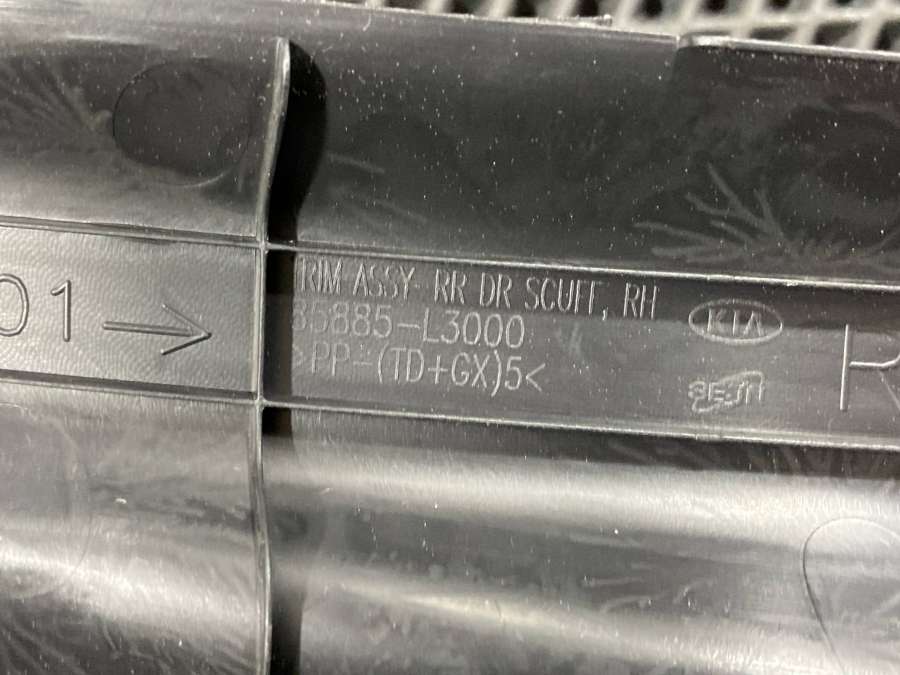 01 →
TRIM ASSY-RR DR SCUFF, RH
85885-L3000
>PP-(TD+GX)5<
KIA
R